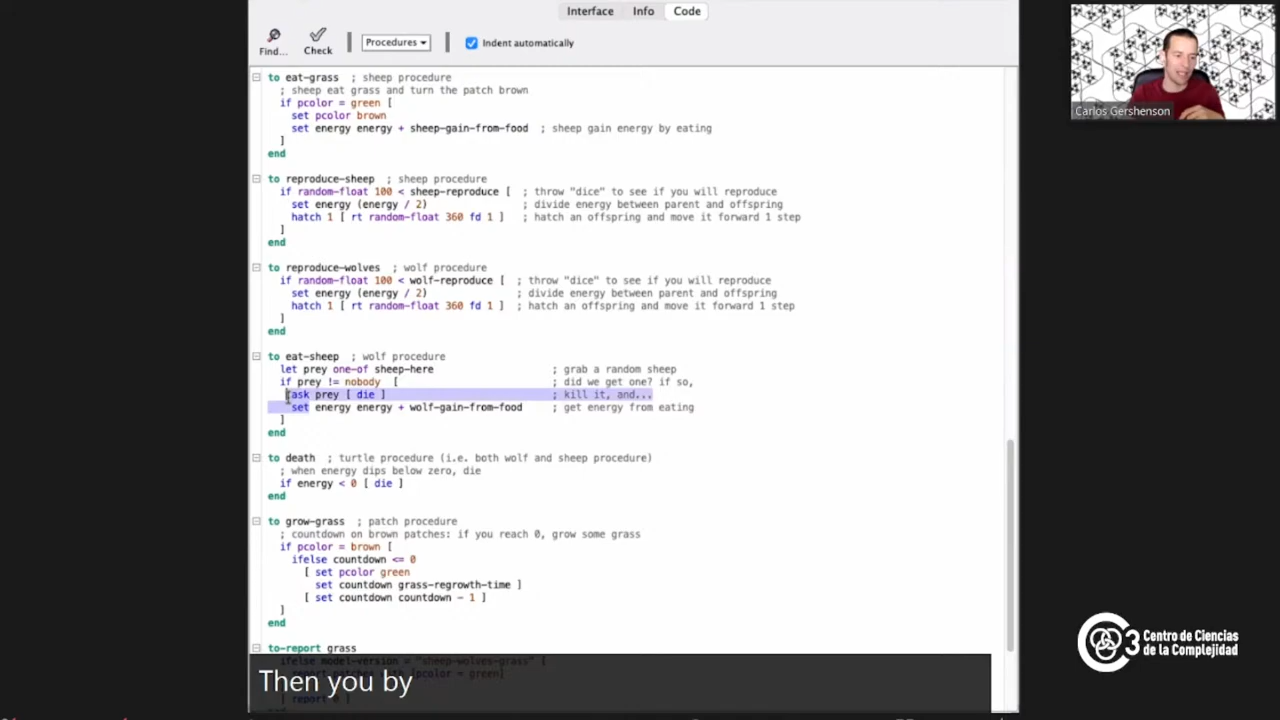 Interface Info Code
Find... Check Procedures Indent automatically
to eat-grass ; sheep procedure
; sheep eat grass and turn the patch brown
if pcolor = green [
set pcolor brown
set energy energy + sheep-gain-from-food ; sheep gain energy by eating
]
end
to reproduce-sheep ; sheep procedure
if random-float 100 < sheep-reproduce [ ; throw "dice" to see if you will reproduce
set energy (energy / 2) ; divide energy between parent and offspring
hatch 1 [ rt random-float 360 fd 1 ] ; hatch an offspring and move it forward 1 step
]
end
to reproduce-wolves ; wolf procedure
if random-float 100 < wolf-reproduce [ ; throw "dice" to see if you will reproduce
set energy (energy / 2) ; divide energy between parent and offspring
hatch 1 [ rt random-float 360 fd 1 ] ; hatch an offspring and move it forward 1 step
]
end
to eat-sheep ; wolf procedure
let prey one-of sheep-here ; grab a random sheep
if prey != nobody [ ; did we get one? if so,
ask prey [ die ] ; kill it, and...
set energy energy + wolf-gain-from-food ; get energy from eating
]
end
to death ; turtle procedure (i.e. both wolf and sheep procedure)
; when energy dips below zero, die
if energy < 0 [ die ]
end
to grow-grass ; patch procedure
; countdown on brown patches: if you reach 0, grow some grass
if pcolor = brown [
ifelse countdown <= 0
[ set pcolor green
set countdown grass-regrowth-time ]
[ set countdown countdown - 1 ]
]
end
to-report grass
ifelse model-version = "sheep-wolves-grass" [
Then you by
Carlos Gershenson
C3 Centro de Ciencias
de la Complejidad